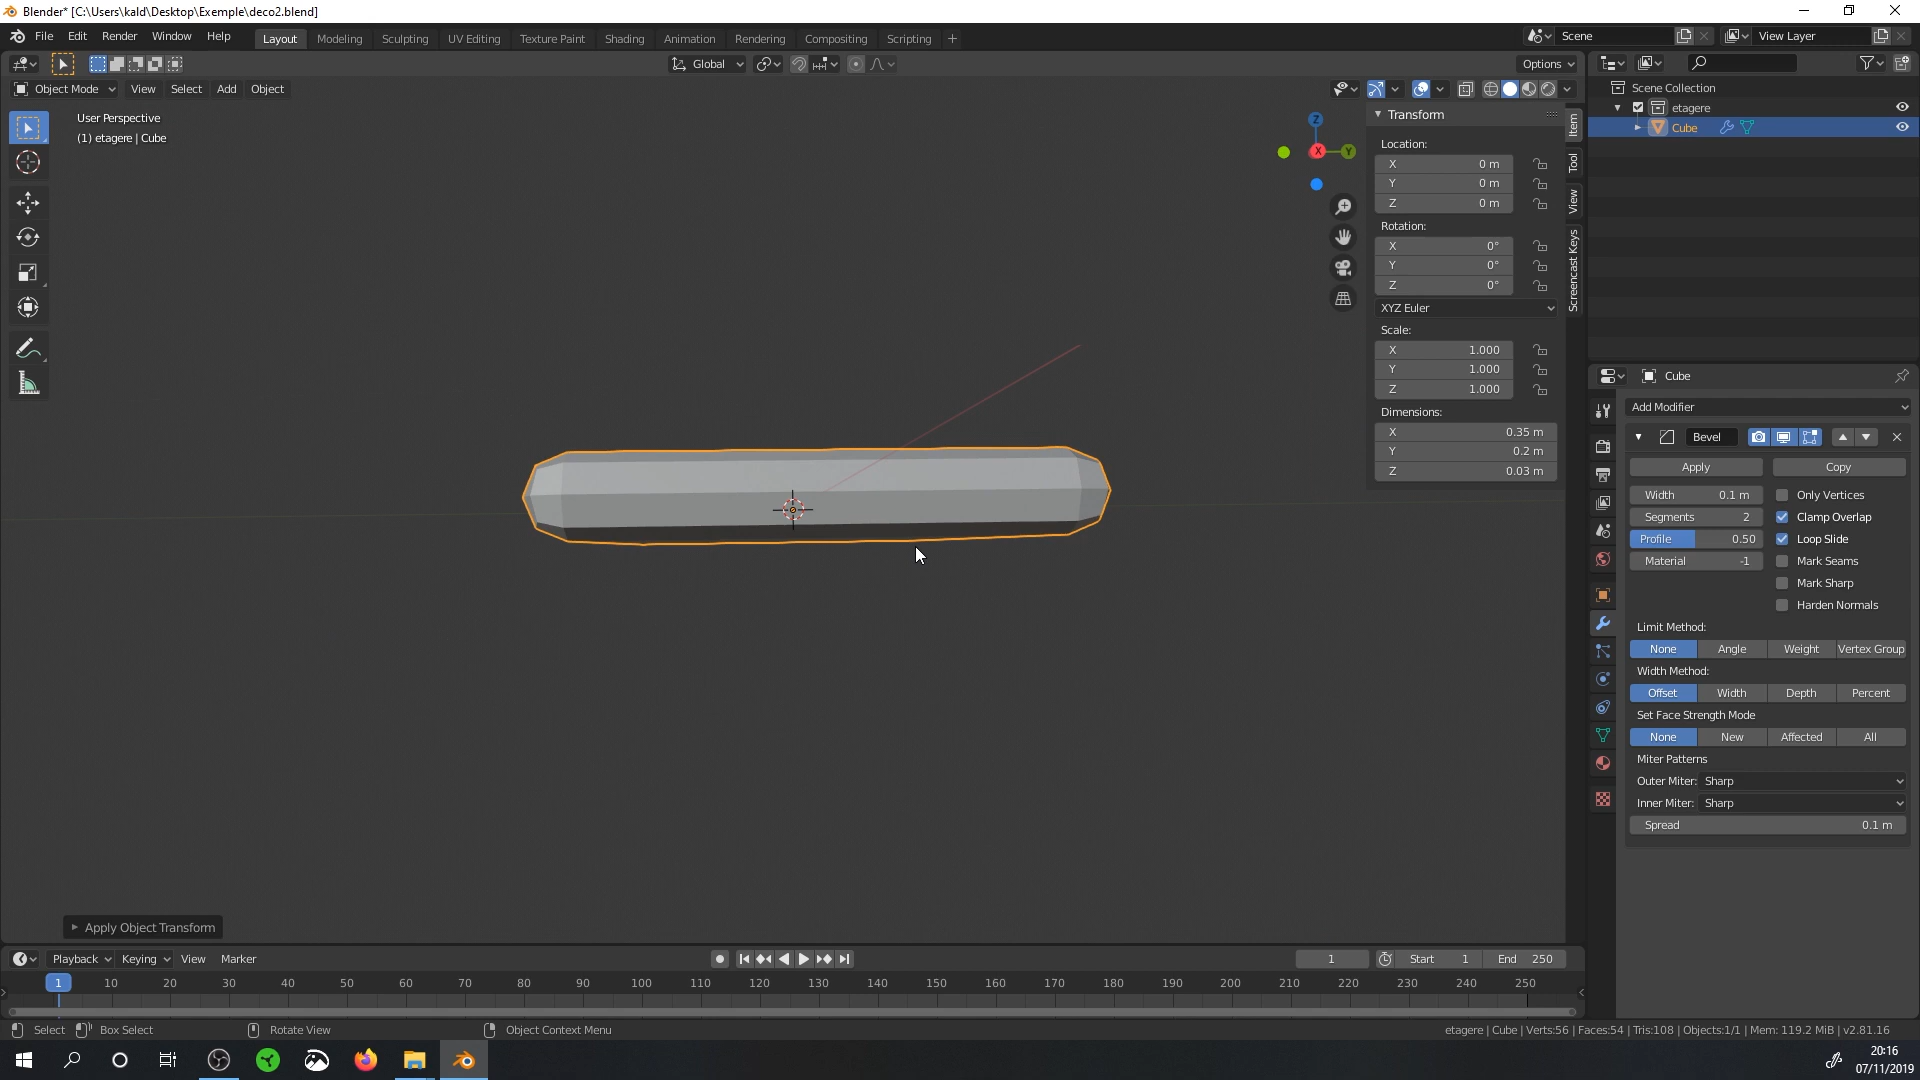 Blender* [C:\Users\kald\Desktop\Exemple\deco2.blend]
File Edit Render Window Help Layout Modeling Sculpting UV Editing Texture Paint Shading Animation Rendering Compositing Scripting + Scene View Layer
Global Options
Object Mode View Select Add Object
User Perspective
(1) etagere | Cube
Z
X
Y
Transform
Location:
X 0 m
Y 0 m
Z 0 m
Rotation:
X 0°
Y 0°
Z 0°
XYZ Euler
Scale:
X 1.000
Y 1.000
Z 1.000
Dimensions:
X 0.35 m
Y 0.2 m
Z 0.03 m
Item
Tool
View
Screencast Keys
Scene Collection
etagere
Cube
Cube
Add Modifier
Bevel
Apply Copy
Width 0.1 m Only Vertices
Segments 2 Clamp Overlap
Profile 0.50 Loop Slide
Material -1 Mark Seams
Mark Sharp
Harden Normals
Limit Method:
None Angle Weight Vertex Group
Width Method:
Offset Width Depth Percent
Set Face Strength Mode
None New Affected All
Miter Patterns
Outer Miter: Sharp
Inner Miter: Sharp
Spread 0.1 m
Apply Object Transform
Playback Keying View Marker 1 Start 1 End 250
1 10 20 30 40 50 60 70 80 90 100 110 120 130 140 150 160 170 180 190 200 210 220 230 240 250
Select Box Select Rotate View Object Context Menu etagere | Cube | Verts:56 | Faces:54 | Tris:108 | Objects:1/1 | Mem: 119.2 MiB | v2.81.16
20:16
07/11/2019